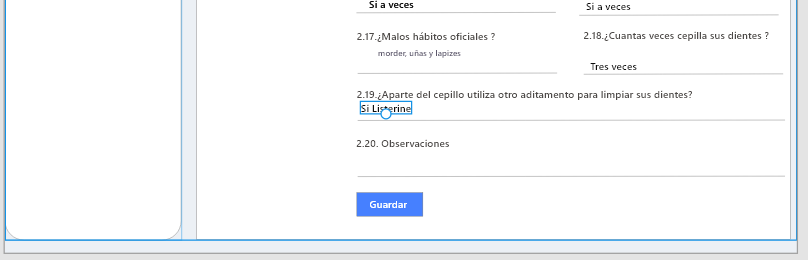 Si a veces
Si a veces
2.17.¿Malos hábitos oficiales ?
2.18.¿Cuantas veces cepilla sus dientes ?
morder, uñas y lapizes
Tres veces
2.19.¿Aparte del cepillo utiliza otro aditamento para limpiar sus dientes?
Si Listerine
2.20. Observaciones
Guardar